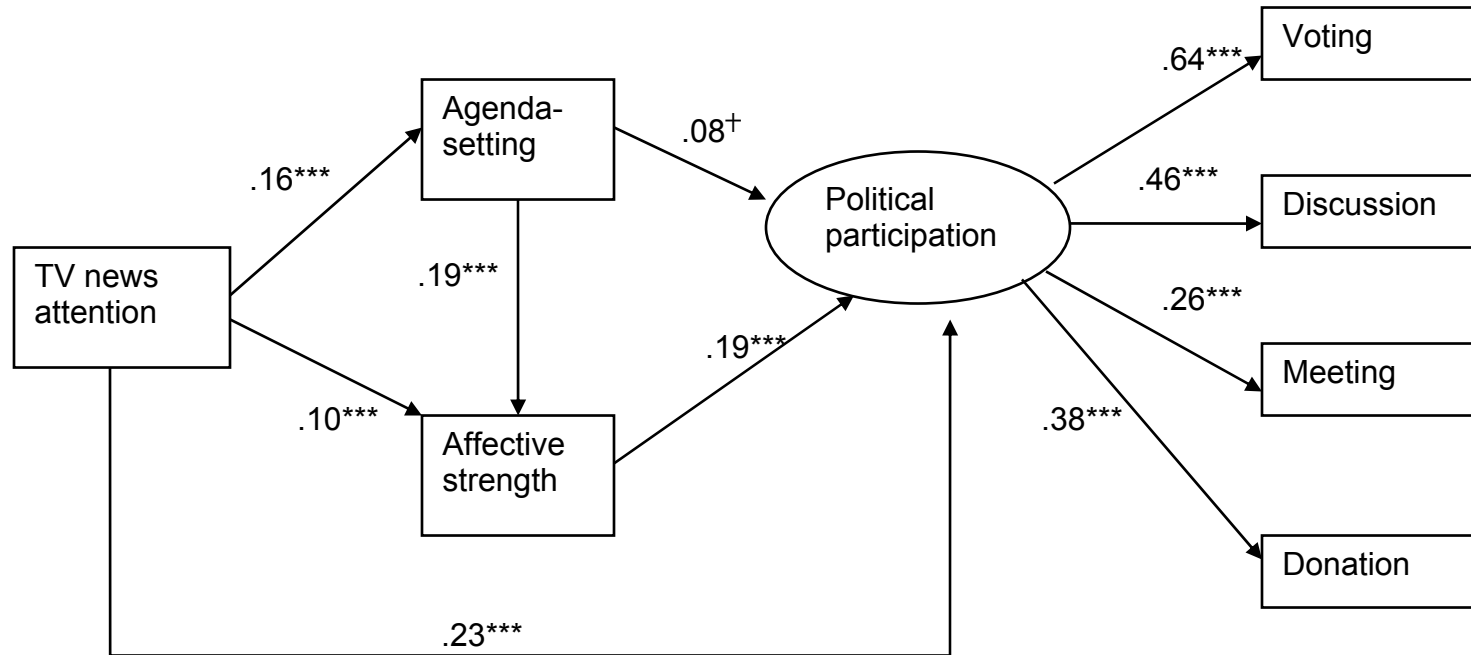 Voting
.64***
Agenda-
setting
.08†
.16***
Political
participation
.46***
Discussion
TV news
attention
.19***
.26***
.19***
Meeting
.10***
Affective
strength
.38***
Donation
.23***